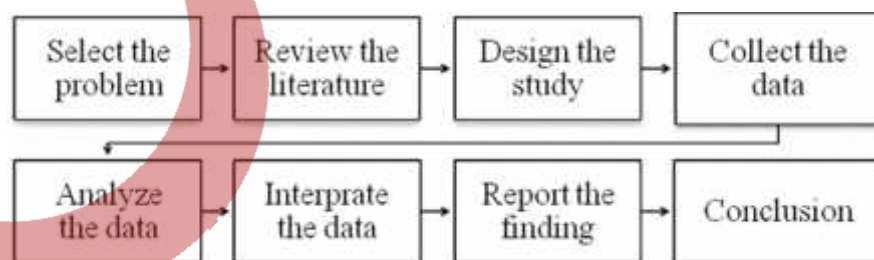 Select the
problem
Review the
literature
Design the
study
Collect the
data
Analyze
the data
Interprate
the data
Report the
finding
Conclusion